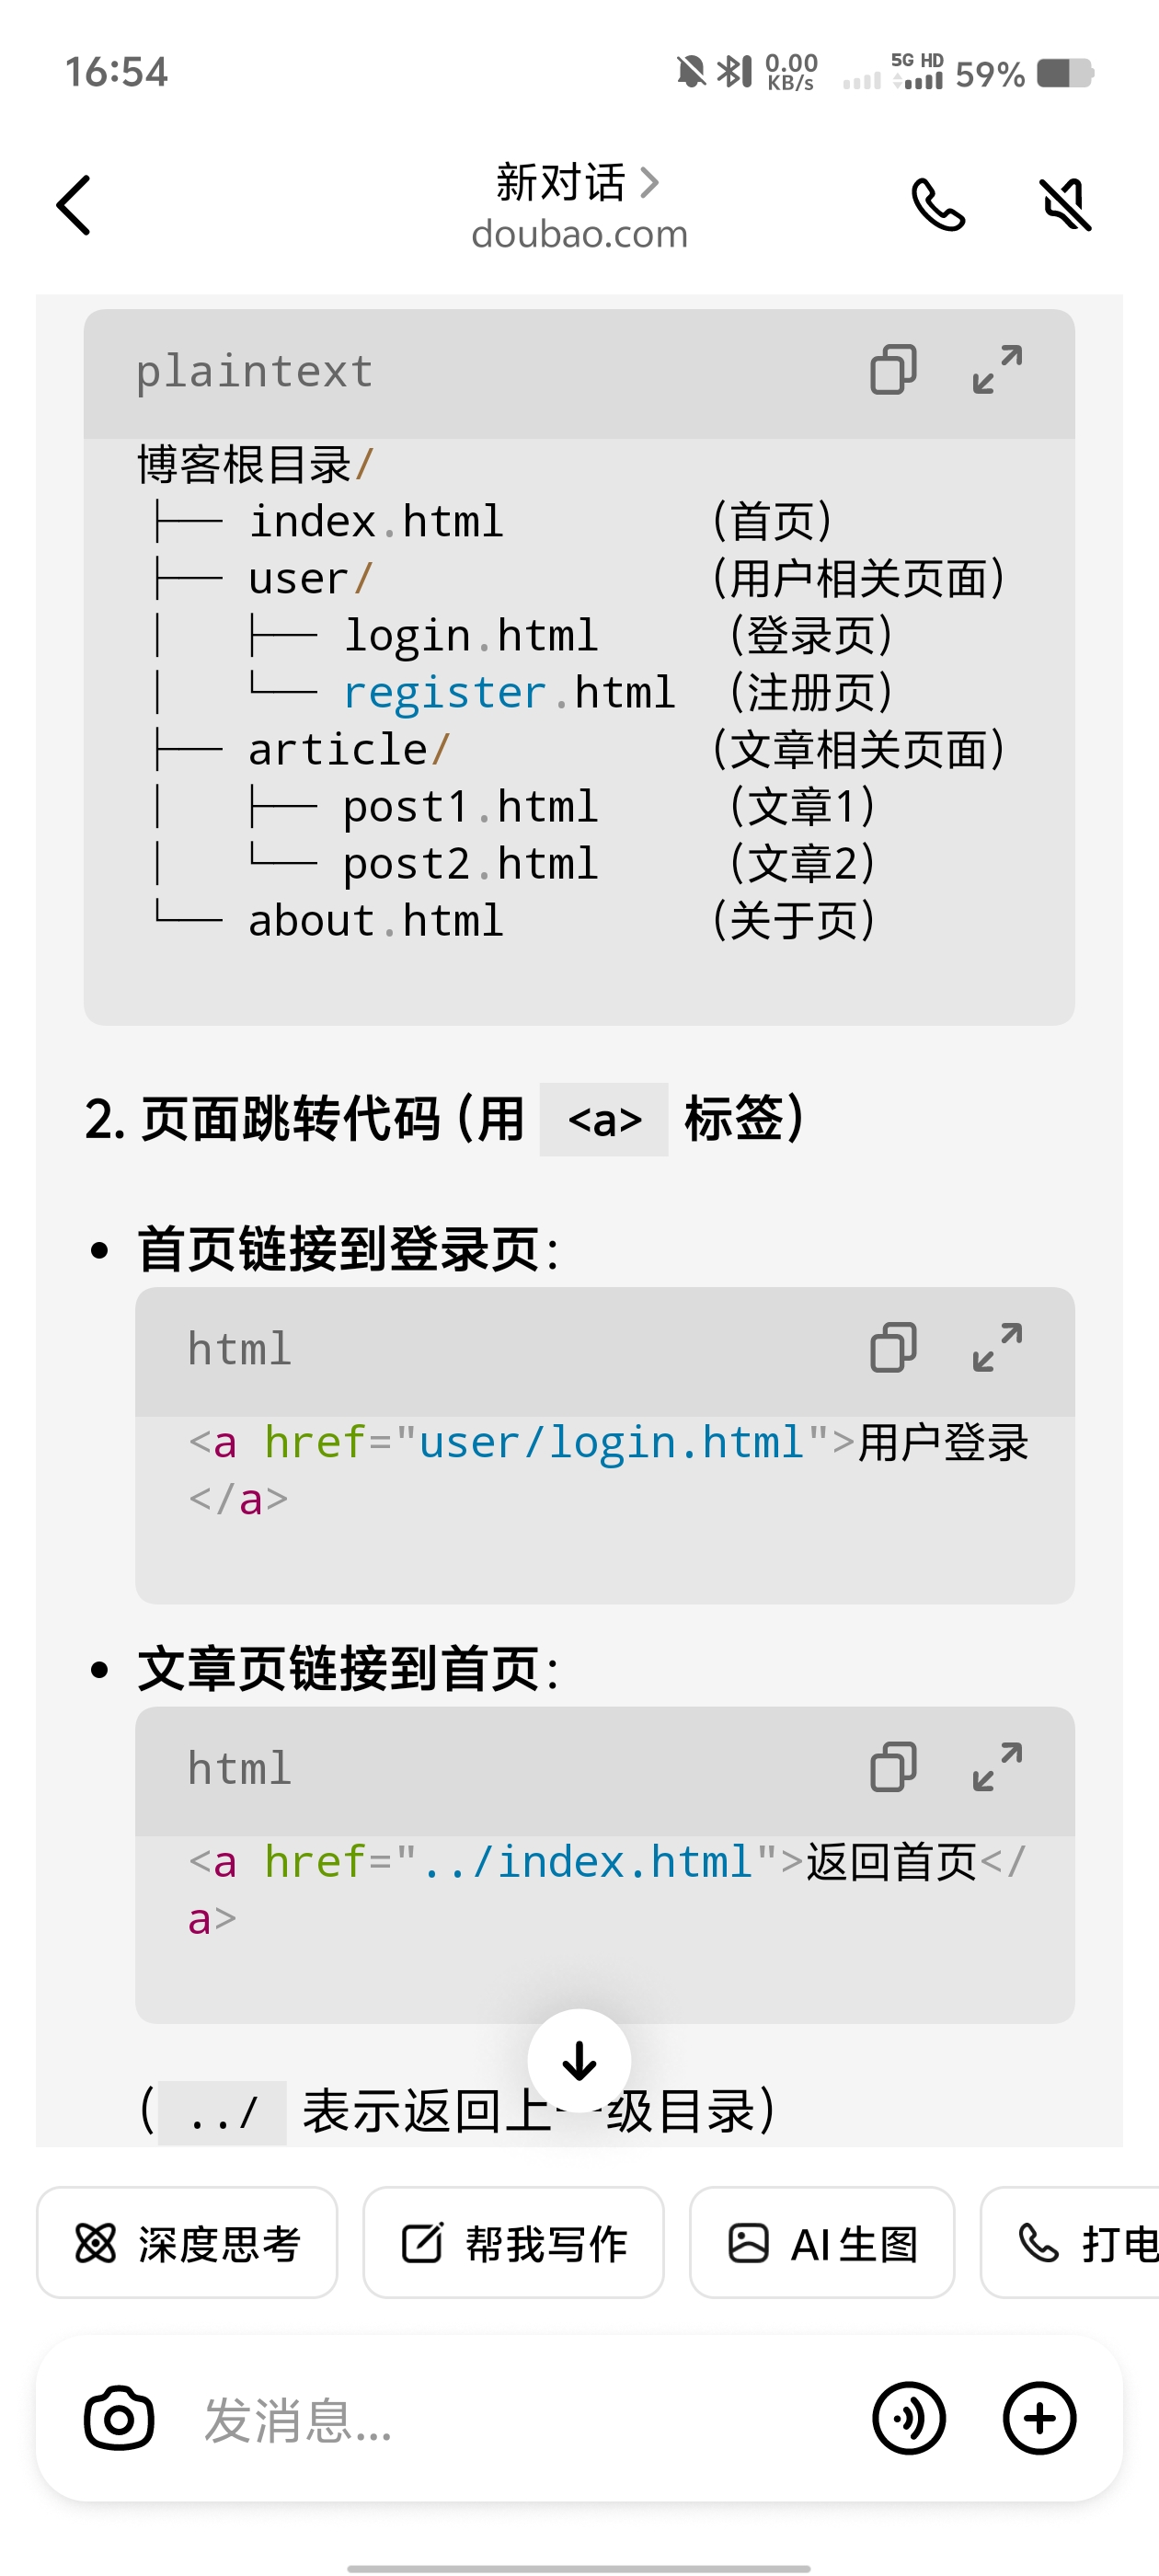 16:54
0.00 KB/s 5G HD 59%
新对话
doubao.com
plaintext
博客根目录/
├── index.html (首页)
├── user/ (用户相关页面)
│   ├── login.html (登录页)
│   └── register.html (注册页)
├── article/ (文章相关页面)
│   ├── post1.html (文章1)
│   └── post2.html (文章2)
└── about.html (关于页)
2. 页面跳转代码 (用 <a> 标签)
• 首页链接到登录页:
html
<a href="user/login.html">用户登录
</a>
• 文章页链接到首页:
html
<a href="../index.html">返回首页</
a>
( ../ 表示返回上一级目录)
深度思考 帮我写作 AI 生图 打电
发消息...